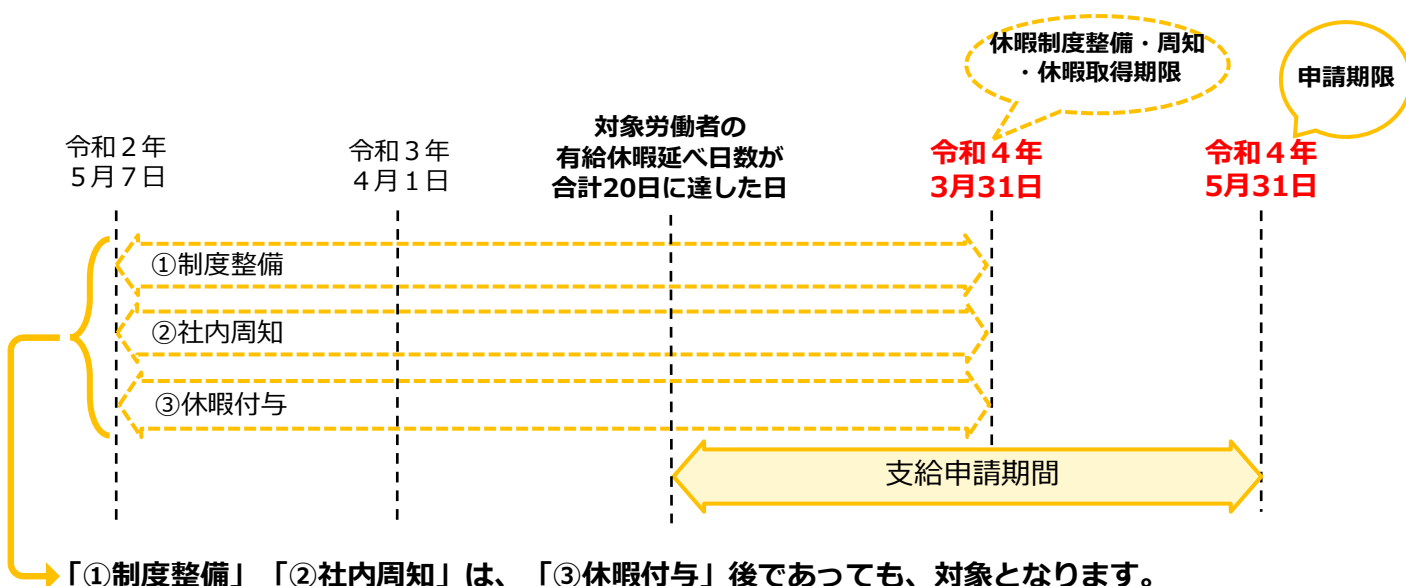 休暇制度整備・周知
・休暇取得期限
申請期限
令和２年
５月７日
令和３年
４月１日
対象労働者の
有給休暇延べ日数が
合計20日に達した日
令和４年
3月31日
令和４年
5月31日
①制度整備
②社内周知
③休暇付与
支給申請期間
「①制度整備」「②社内周知」は、「③休暇付与」後であっても、対象となります。